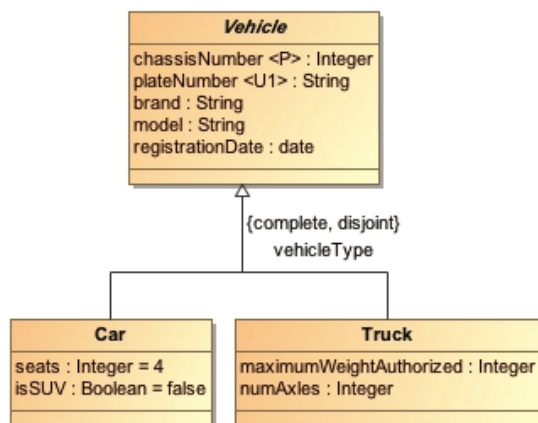 Vehicle
chassisNumber <P> : Integer
plateNumber <U1> : String
brand : String
model : String
registrationDate : date
{complete, disjoint}
vehicleType
Car
seats : Integer = 4
isSUV : Boolean = false
Truck
maximumWeightAuthorized : Integer
numAxles : Integer